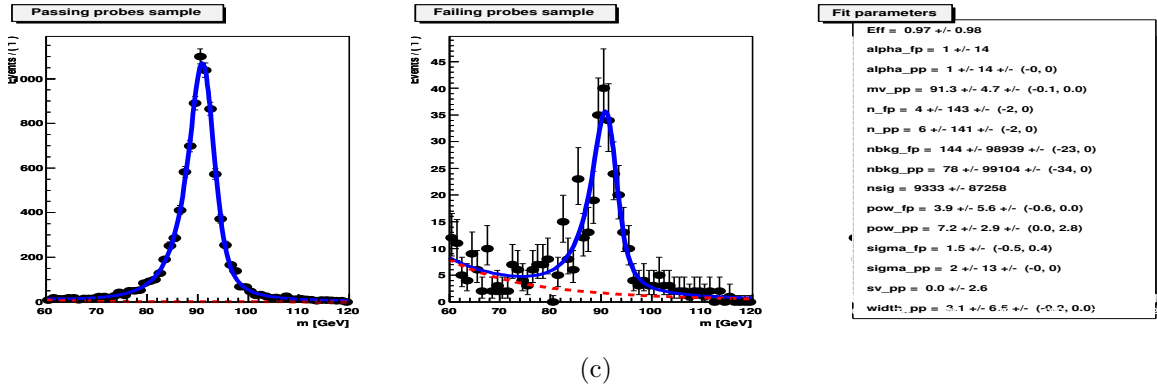 Passing probes sample
Events / ( 1 )
1000
800
600
400
200
0
60 80 100 120
m [GeV]
Failing probes sample
Events / ( 1 )
45
40
35
30
25
20
15
10
5
0
60 70 80 90 100 110 120
m [GeV]
Fit parameters
Eff = 0.97 +/- 0.98
alpha_fp = 1 +/- 14
alpha_pp = 1 +/- 14 +/- (-0, 0)
mv_pp = 91.3 +/- 4.7 +/- (-0.1, 0.0)
n_fp = 4 +/- 143 +/- (-2, 0)
n_pp = 6 +/- 141 +/- (-2, 0)
nbkg_fp = 144 +/- 98939 +/- (-23, 0)
nbkg_pp = 78 +/- 99104 +/- (-34, 0)
nsig = 9333 +/- 87258
pow_fp = 3.9 +/- 5.6 +/- (-0.6, 0.0)
pow_pp = 7.2 +/- 2.9 +/- (0.0, 2.8)
sigma_fp = 1.5 +/- (-0.5, 0.4)
sigma_pp = 2 +/- 13 +/- (-0, 0)
sv_pp = 0.0 +/- 2.6
width_pp = 3.1 +/- 6.5 +/- (-0.2, 0.0)
(c)